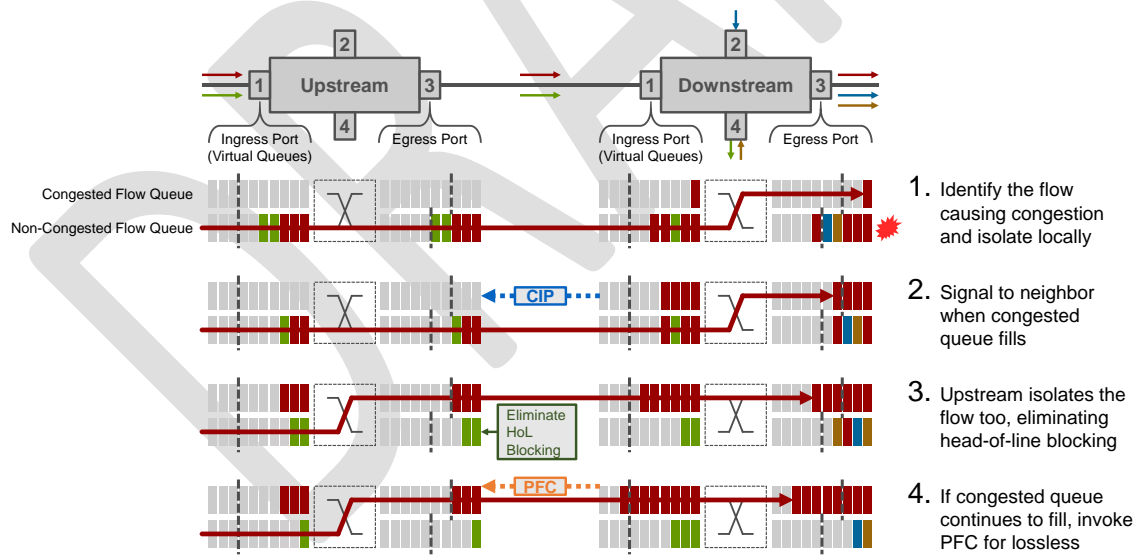 2
2
1
Upstream
3
1
Downstream
3
4
4
Ingress Port
(Virtual Queues)
Egress Port
Ingress Port
(Virtual Queues)
Egress Port
Congested Flow Queue
Non-Congested Flow Queue
1. Identify the flow
causing congestion
and isolate locally
CIP
2. Signal to neighbor
when congested
queue fills
Eliminate
HoL
Blocking
3. Upstream isolates the
flow too, eliminating
head-of-line blocking
PFC
4. If congested queue
continues to fill, invoke
PFC for lossless